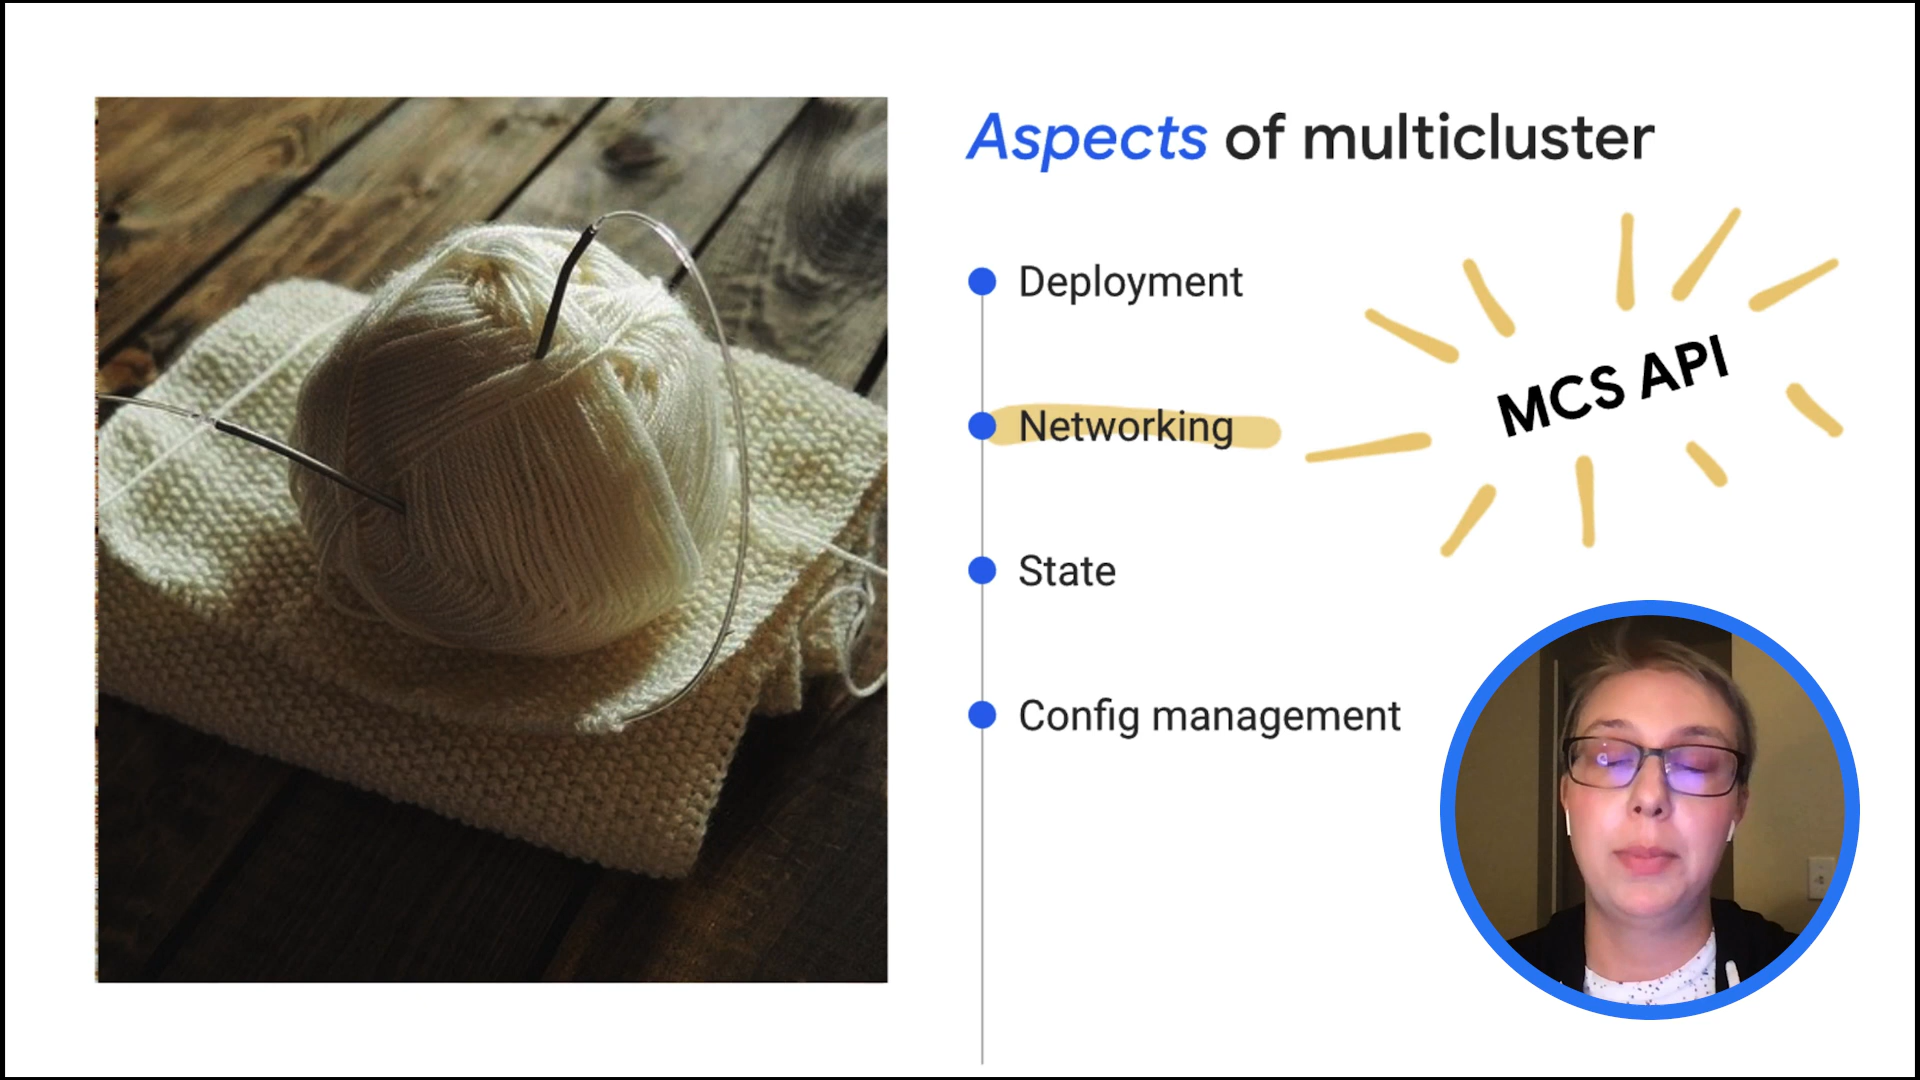 Aspects of multicluster
Deployment
MCS API
Networking
State
Config management